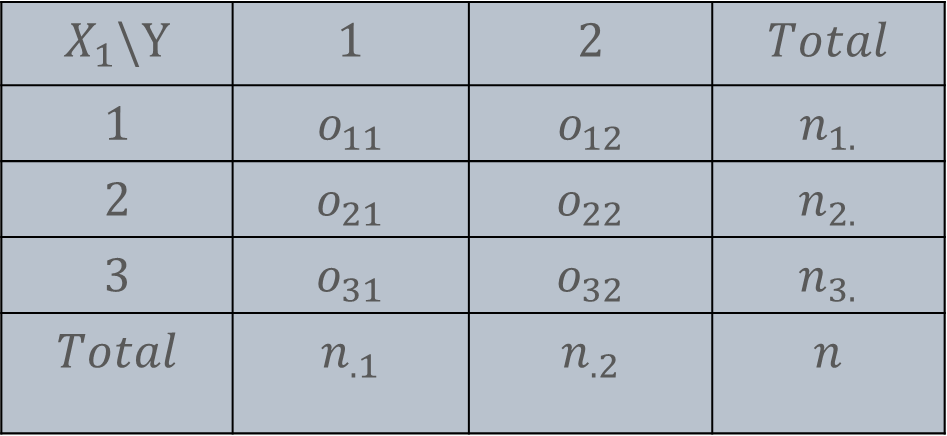 X₁\Y 1 2 Total
1 o₁₁ o₁₂ n₁.
2 o₂₁ o₂₂ n₂.
3 o₃₁ o₃₂ n₃.
Total n.₁ n.₂ n